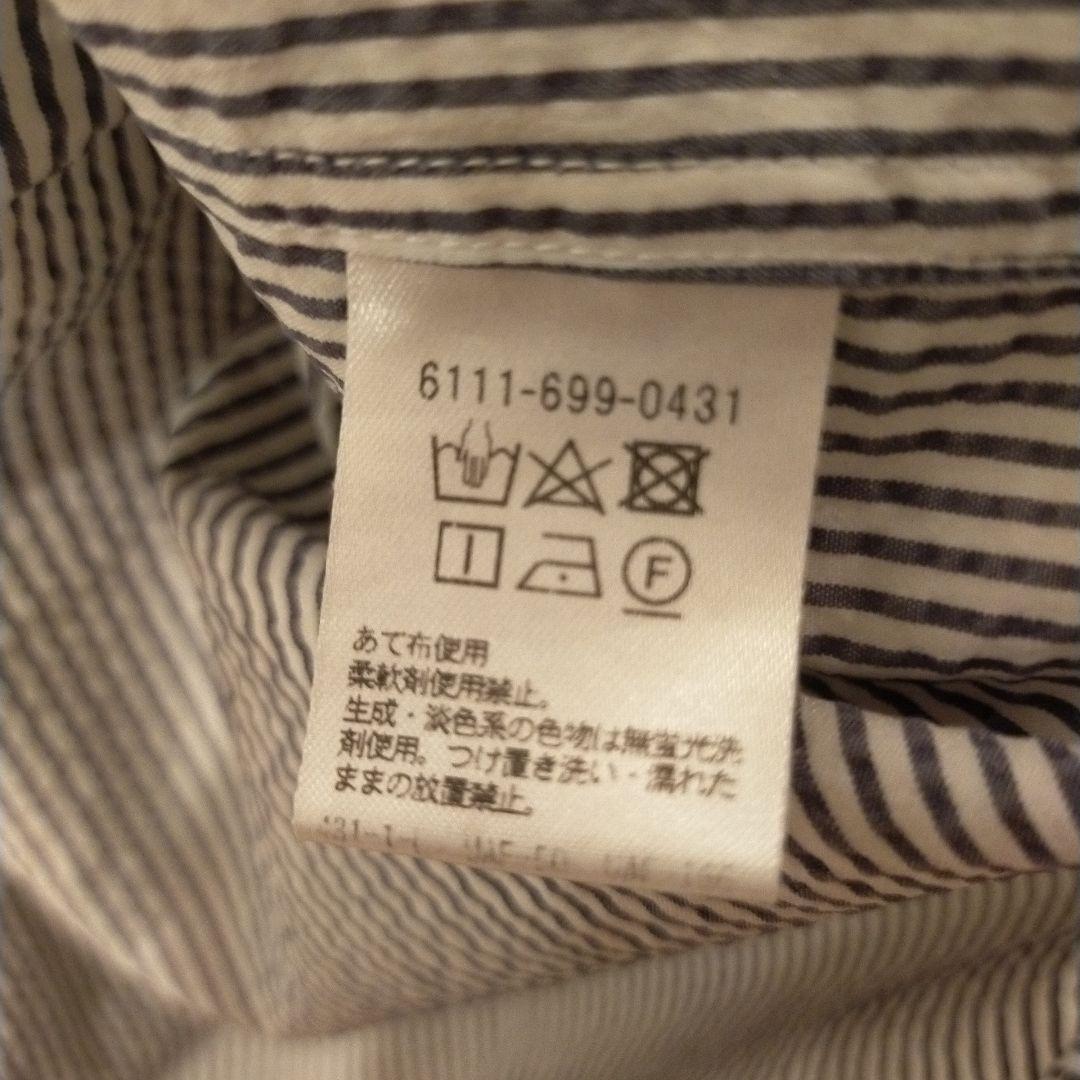 6111-699-0431
F
あて布使用
柔軟剤使用禁止。
生成・淡色系の色物は無蛍光洗
剤使用。つけ置き洗い・濡れた
ままの放置禁止。